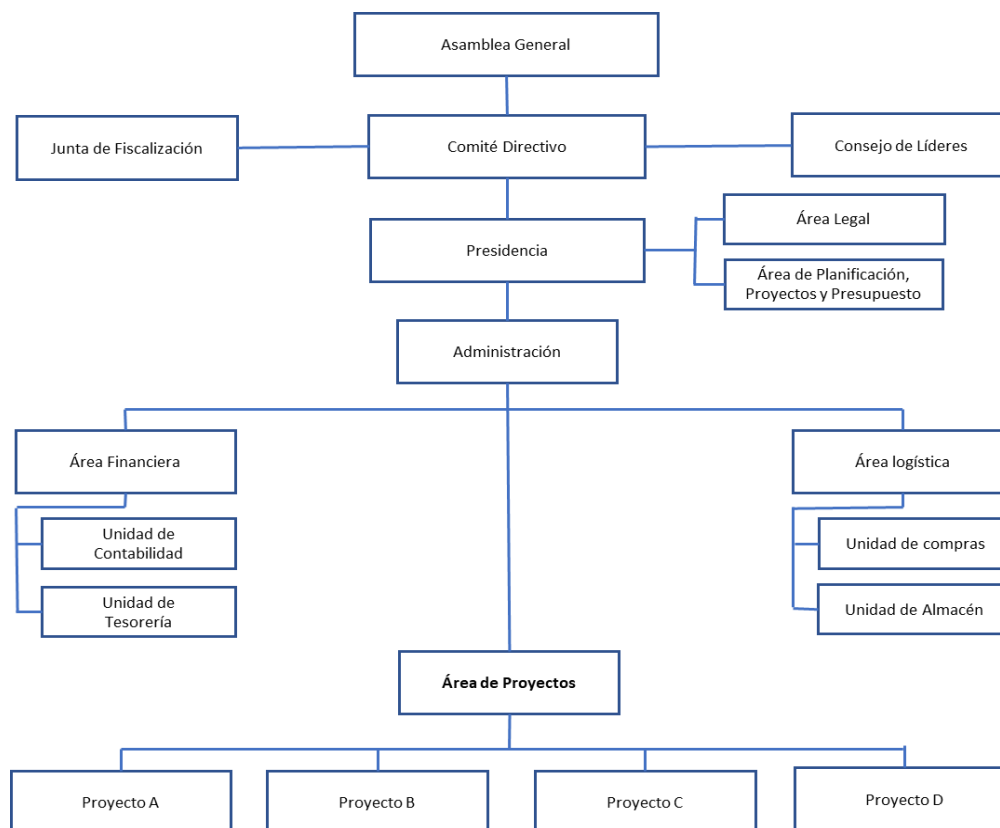 Asamblea General
Junta de Fiscalización
Comité Directivo
Consejo de Líderes
Presidencia
Área Legal
Área de Planificación,
Proyectos y Presupuesto
Administración
Área Financiera
Área logística
Unidad de
Contabilidad
Unidad de compras
Unidad de
Tesorería
Unidad de Almacén
Área de Proyectos
Proyecto A
Proyecto B
Proyecto C
Proyecto D